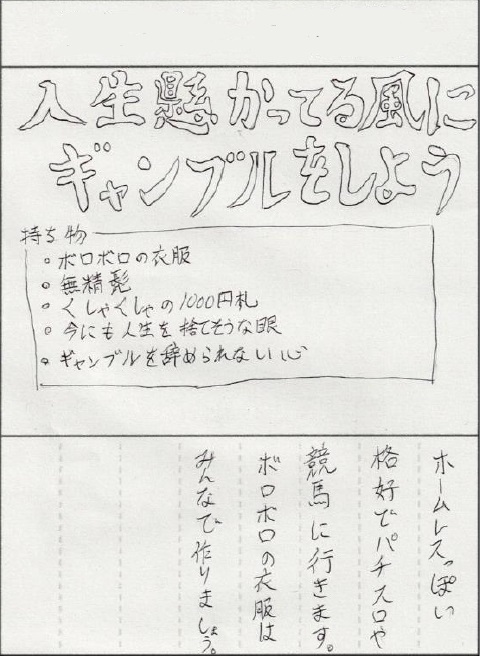 人生懸かってる風に
ギャンブルをしよう
持ち物
・ボロボロの衣服
・無精髭
・くしゃくしゃの1000円札
・今にも人生を捨てそうな眼
・ギャンブルを辞められない心
ホームレスっぽい
格好でパチスロや
競馬に行きます。
ボロボロの衣服は
みんなで作りましょう。